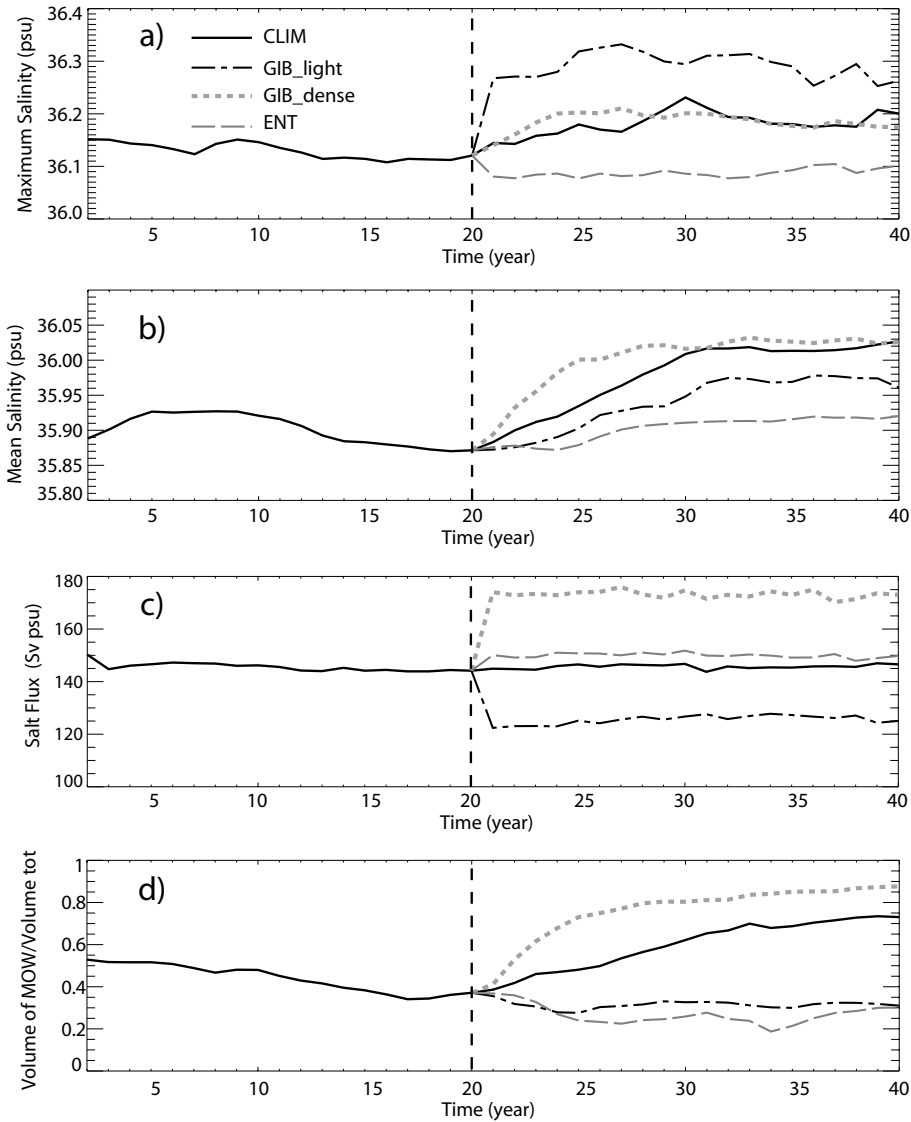 36.4
36.3
36.2
36.1
36.0
Maximum Salinity (psu)
a)
CLIM
GIB_light
GIB_dense
ENT
5 10 15 20 25 30 35 40
Time (year)
36.05
36.00
35.95
35.90
35.85
35.80
Mean Salinity (psu)
b)
5 10 15 20 25 30 35 40
Time (year)
180
160
140
120
100
Salt Flux (Sv psu)
c)
5 10 15 20 25 30 35 40
Time (year)
1
0.8
0.6
0.4
0.2
0
Volume of MOW/Volume tot
d)
5 10 15 20 25 30 35 40
Time (year)